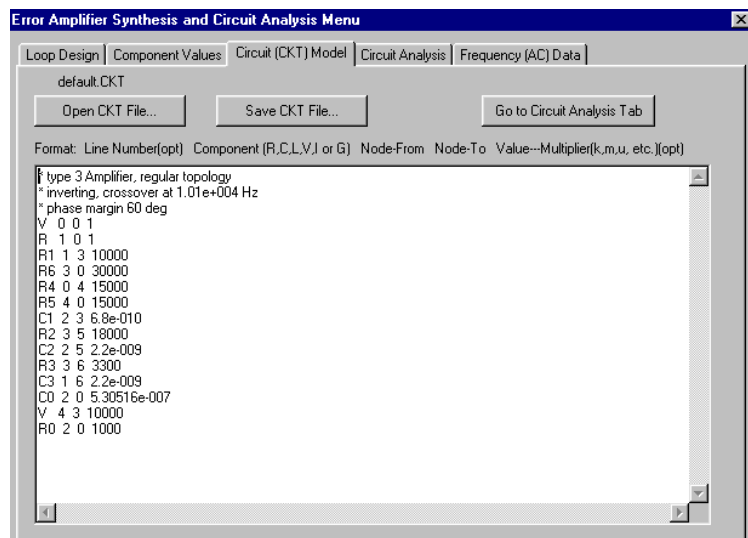 Error Amplifier Synthesis and Circuit Analysis Menu
Loop Design Component Values Circuit (CKT) Model Circuit Analysis Frequency (AC) Data
default.CKT
Open CKT File... Save CKT File... Go to Circuit Analysis Tab
Format: Line Number(opt) Component (R,C,L,V,I or G) Node-From Node-To Value---Multiplier(k,m,u, etc.)(opt)
* type 3 Amplifier, regular topology
* inverting, crossover at 1.01e+004 Hz
* phase margin 60 deg
V 0 0 1
R 1 0 1
R1 1 3 10000
R6 3 0 30000
R4 0 4 15000
R5 4 0 15000
C1 2 3 6.8e-010
R2 3 5 18000
C2 2 5 2.2e-009
R3 3 6 3300
C3 1 6 2.2e-009
C0 2 0 5.30516e-007
V 4 3 10000
R0 2 0 1000